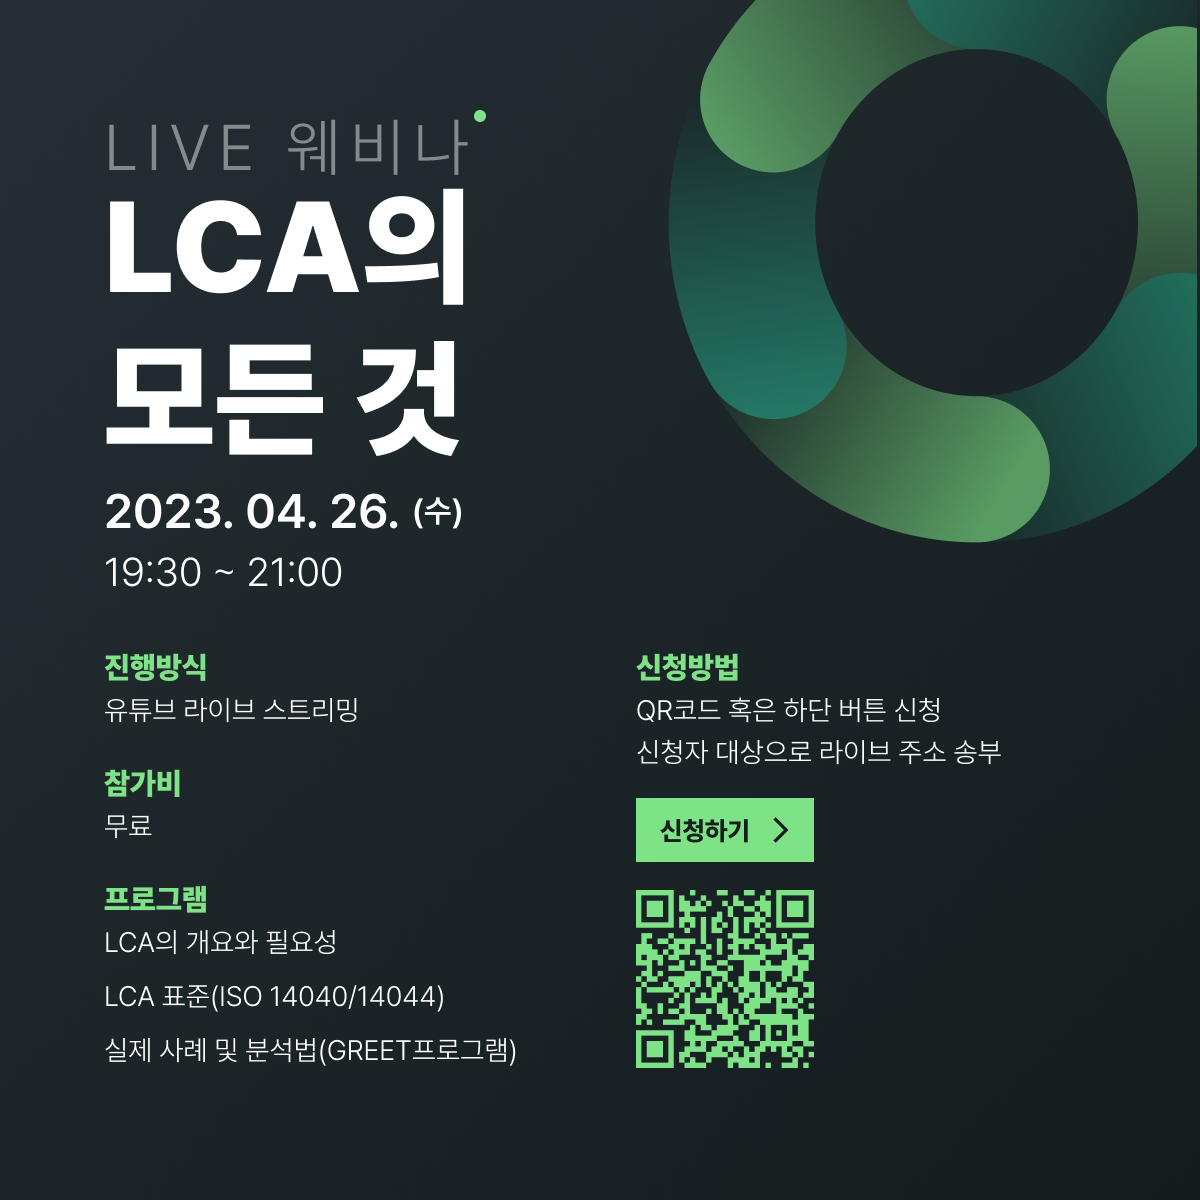 LIVE 웨비나
LCA의
모든 것
2023. 04. 26. (수)
19:30 ~ 21:00
진행방식
유튜브 라이브 스트리밍
참가비
무료
프로그램
LCA의 개요와 필요성
LCA 표준(ISO 14040/14044)
실제 사례 및 분석법(GREET프로그램)
신청방법
QR코드 혹은 하단 버튼 신청
신청자 대상으로 라이브 주소 송부
신청하기